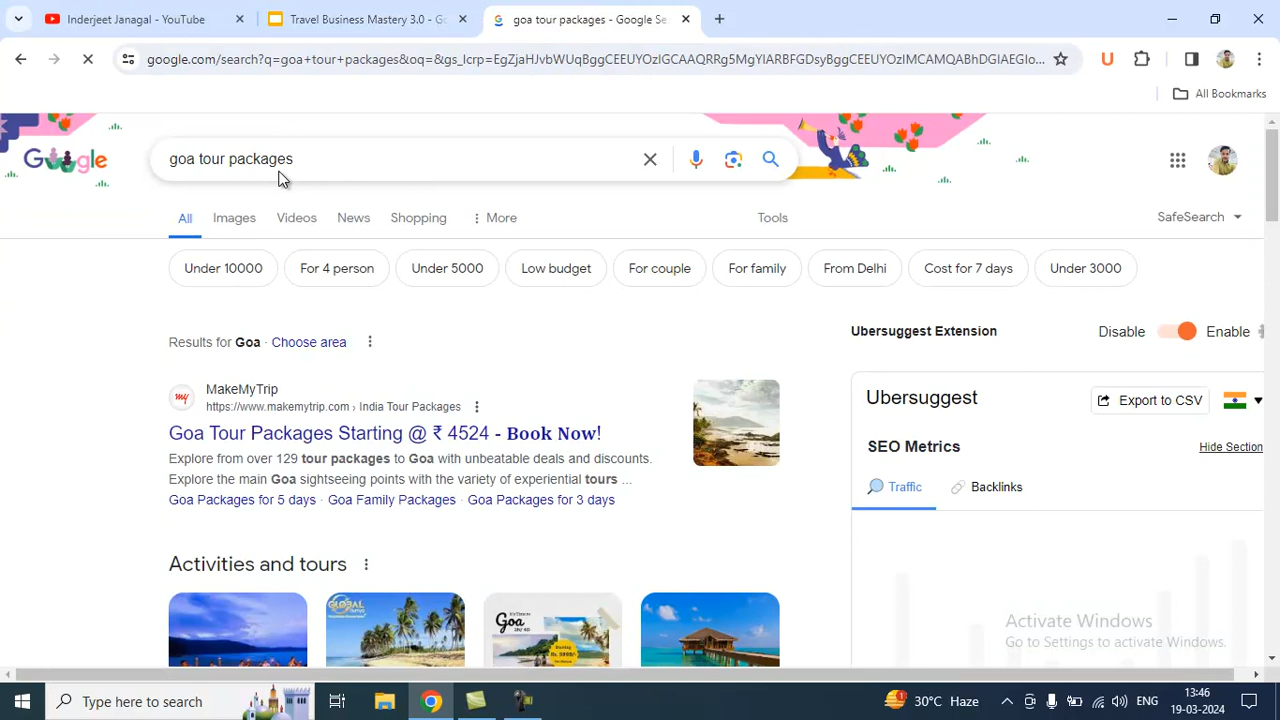 Inderjeet Janagal - YouTube
Travel Business Mastery 3.0 - Go
goa tour packages - Google Se
google.com/search?q=goa+tour+packages&oq=&gs_lcrp=EgZjaHJvbWUqBggCEEUYOzIGCAAQRRg5MgYIARBFGDsyBggCEEUYOzIMCAMQABhDGIAEGIo...
All Bookmarks
Google
goa tour packages
All Images Videos News Shopping More Tools SafeSearch
Under 10000 For 4 person Under 5000 Low budget For couple For family From Delhi Cost for 7 days Under 3000
Results for Goa · Choose area
Ubersuggest Extension Disable Enable
MakeMyTrip
https://www.makemytrip.com › India Tour Packages
Goa Tour Packages Starting @ ₹ 4524 - Book Now!
Explore from over 129 tour packages to Goa with unbeatable deals and discounts.
Explore the main Goa sightseeing points with the variety of experiential tours ...
Goa Packages for 5 days · Goa Family Packages · Goa Packages for 3 days
Ubersuggest Export to CSV
SEO Metrics Hide Section
Traffic Backlinks
Activities and tours
GLOBAL
Goa
Activate Windows
Go to Settings to activate Windows.
Type here to search
30°C Haze
ENG
13:46
19-03-2024